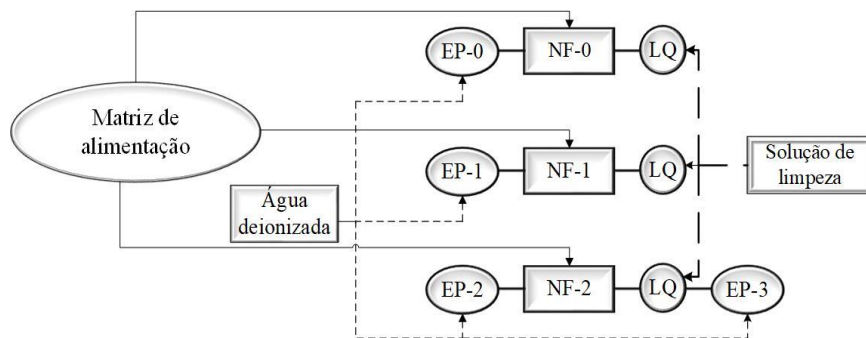 EP-0
NF-0
LQ
Matriz de
alimentação
EP-1
NF-1
LQ
Solução de
limpeza
Água
deionizada
EP-2
NF-2
LQ
EP-3